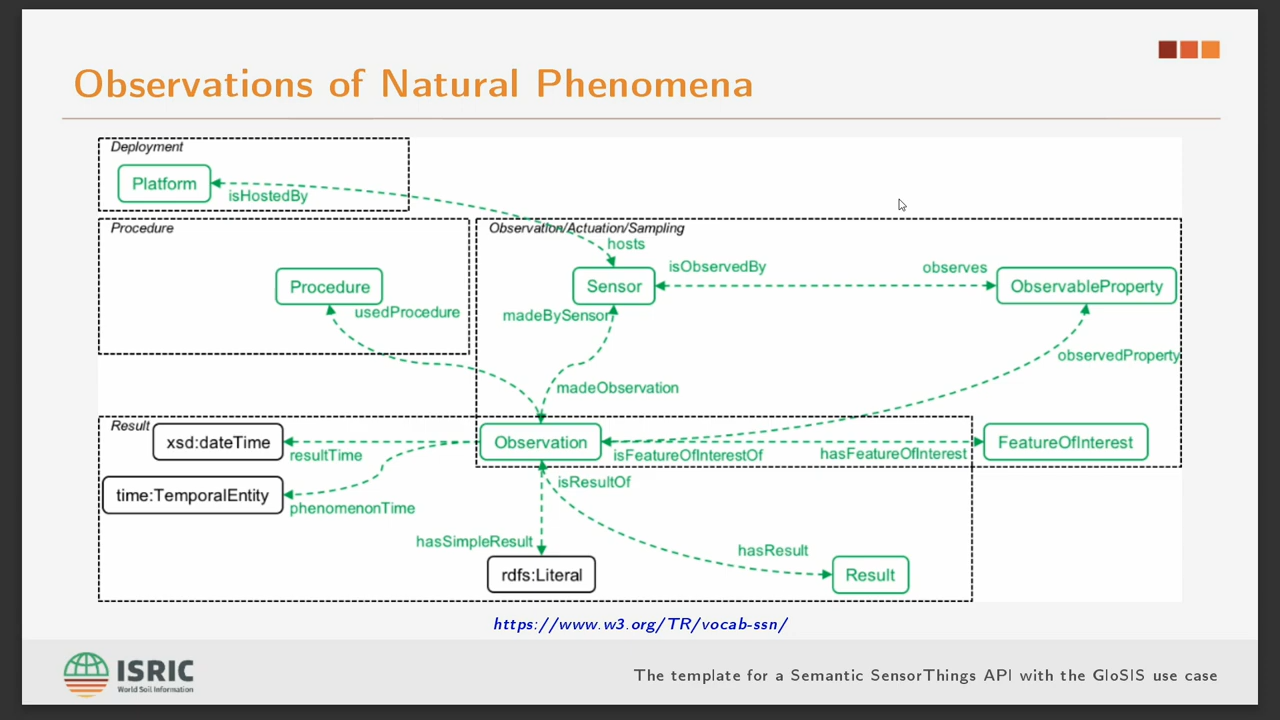 Observations of Natural Phenomena
Deployment
Platform
isHostedBy
Procedure
Observation/Actuation/Sampling
hosts
Procedure
usedProcedure
Sensor
isObservedBy
observes
ObservableProperty
madeBySensor
observedProperty
madeObservation
Result
xsd:dateTime
resultTime
Observation
isFeatureOfInterestOf
hasFeatureOfInterest
FeatureOfInterest
time:TemporalEntity
phenomenonTime
isResultOf
hasSimpleResult
hasResult
rdfs:Literal
Result
https://www.w3.org/TR/vocab-ssn/
ISRIC
World Soil Information
The template for a Semantic SensorThings API with the GloSIS use case